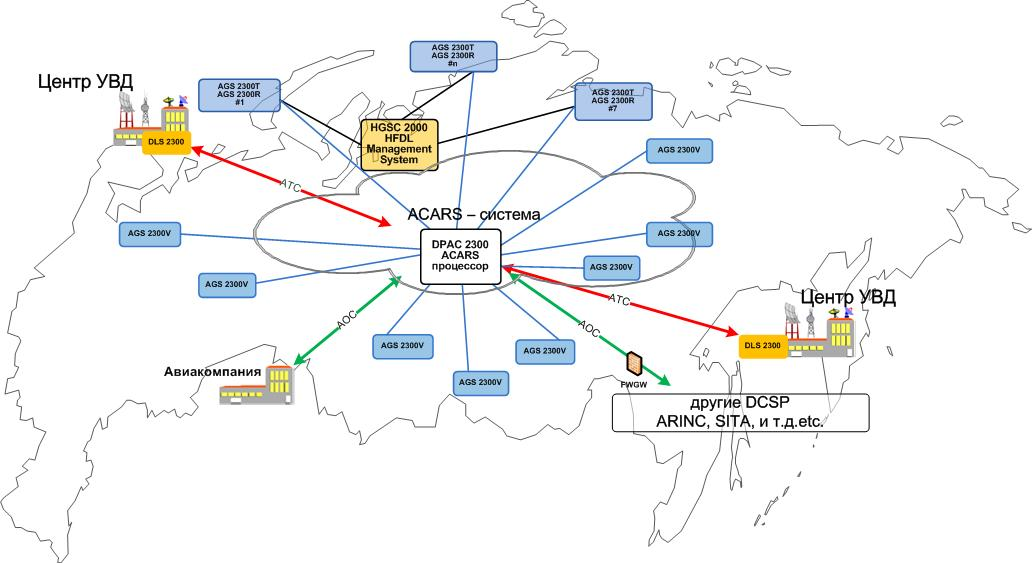 AGS 2300T
AGS 2300R
#n
Центр УВД
AGS 2300T
AGS 2300R
#1
AGS 2300T
AGS 2300R
#7
HGSC 2000
HFDL
Management
System
DLS 2300
AGS 2300V
ATC
ACARS – система
AGS 2300V
AGS 2300V
DPAC 2300
ACARS
процессор
AGS 2300V
AGS 2300V
ATC
Центр УВД
AOC
AOC
AGS 2300V
AGS 2300V
DLS 2300
Авиакомпания
AGS 2300V
FWGW
другие DCSP
ARINC, SITA, и т.д.etc.